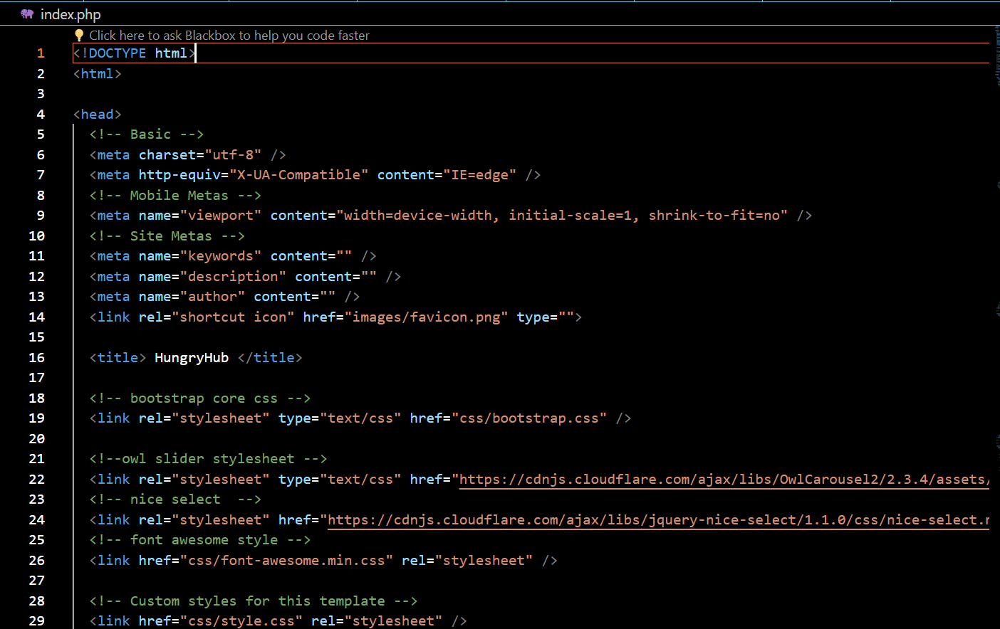 index.php
Click here to ask Blackbox to help you code faster
1 <!DOCTYPE html>
2 <html>
3
4 <head>
5 <!-- Basic -->
6 <meta charset="utf-8" />
7 <meta http-equiv="X-UA-Compatible" content="IE=edge" />
8 <!-- Mobile Metas -->
9 <meta name="viewport" content="width=device-width, initial-scale=1, shrink-to-fit=no" />
10 <!-- Site Metas -->
11 <meta name="keywords" content="" />
12 <meta name="description" content="" />
13 <meta name="author" content="" />
14 <link rel="shortcut icon" href="images/favicon.png" type="">
15
16 <title> HungryHub </title>
17
18 <!-- bootstrap core css -->
19 <link rel="stylesheet" type="text/css" href="css/bootstrap.css" />
20
21 <!--owl slider stylesheet -->
22 <link rel="stylesheet" type="text/css" href="https://cdnjs.cloudflare.com/ajax/libs/OwlCarousel2/2.3.4/assets/
23 <!-- nice select  -->
24 <link rel="stylesheet" href="https://cdnjs.cloudflare.com/ajax/libs/jquery-nice-select/1.1.0/css/nice-select.
25 <!-- font awesome style -->
26 <link href="css/font-awesome.min.css" rel="stylesheet" />
27
28 <!-- Custom styles for this template -->
29 <link href="css/style.css" rel="stylesheet" />